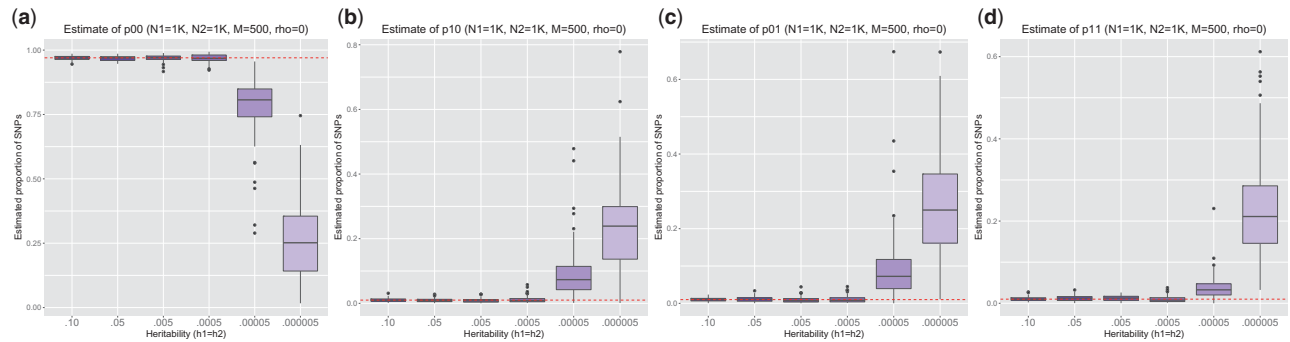 (a)
Estimate of p00 (N1=1K, N2=1K, M=500, rho=0)
Estimated proportion of SNPs
1.00
0.75
0.50
0.25
0.00
.10
.05
.005
.0005
.00005
.000005
Heritability (h1=h2)
(b)
Estimate of p10 (N1=1K, N2=1K, M=500, rho=0)
Estimated proportion of SNPs
0.8
0.6
0.4
0.2
0.0
.10
.05
.005
.0005
.00005
.000005
Heritability (h1=h2)
(c)
Estimate of p01 (N1=1K, N2=1K, M=500, rho=0)
Estimated proportion of SNPs
0.6
0.4
0.2
0.0
.10
.05
.005
.0005
.00005
.000005
Heritability (h1=h2)
(d)
Estimate of p11 (N1=1K, N2=1K, M=500, rho=0)
Estimated proportion of SNPs
0.6
0.4
0.2
0.0
.10
.05
.005
.0005
.00005
.000005
Heritability (h1=h2)